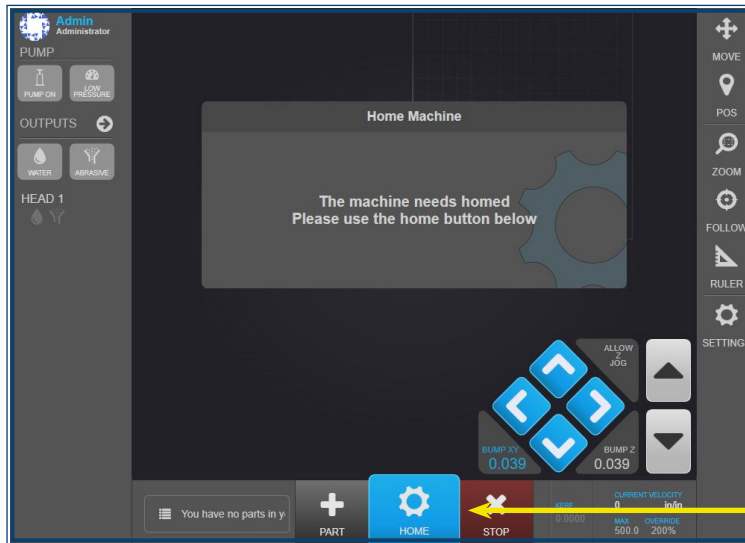 Admin
Administrator
PUMP
PUMP ON
LOW
PRESSURE
OUTPUTS
WATER
ABRASIVE
HEAD 1
Home Machine
The machine needs homed
Please use the home button below
MOVE
POS
ZOOM
FOLLOW
RULER
SETTING
ALLOW
Z
JOG
BUMP XY
0.039
BUMP Z
0.039
You have no parts in y
PART
HOME
STOP
KERF
0.0000
CURRENT VELOCITY
0 in/in
MAX OVERRIDE
500.0 200%